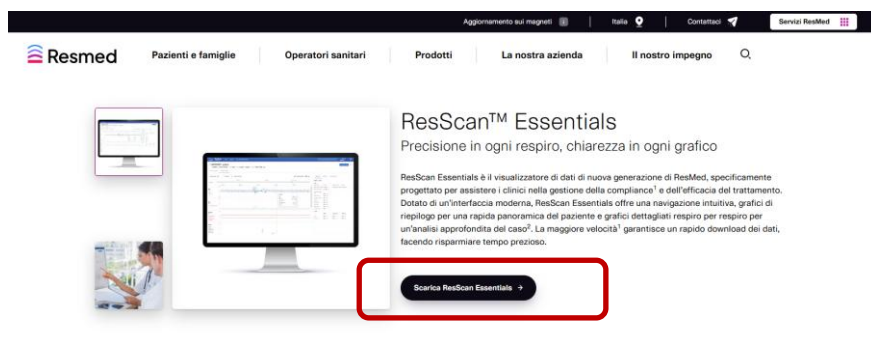 Aggiornamento sui magneti
Italia
Contattaci
Servizi ResMed
Resmed
Pazienti e famiglie
Operatori sanitari
Prodotti
La nostra azienda
Il nostro impegno
ResScan™ Essentials
Precisione in ogni respiro, chiarezza in ogni grafico
ResScan Essentials è il visualizzatore di dati di nuova generazione di ResMed, specificamente
progettato per assistere i clinici nella gestione della compliance¹ e dell'efficacia del trattamento.
Dotato di un'interfaccia moderna, ResScan Essentials offre una navigazione intuitiva, grafici di
riepilogo per una rapida panoramica del paziente e grafici dettagliati respiro per respiro per
un'analisi approfondita del caso². La maggiore velocità¹ garantisce un rapido download dei dati,
facendo risparmiare tempo prezioso.
Scarica ResScan Essentials →